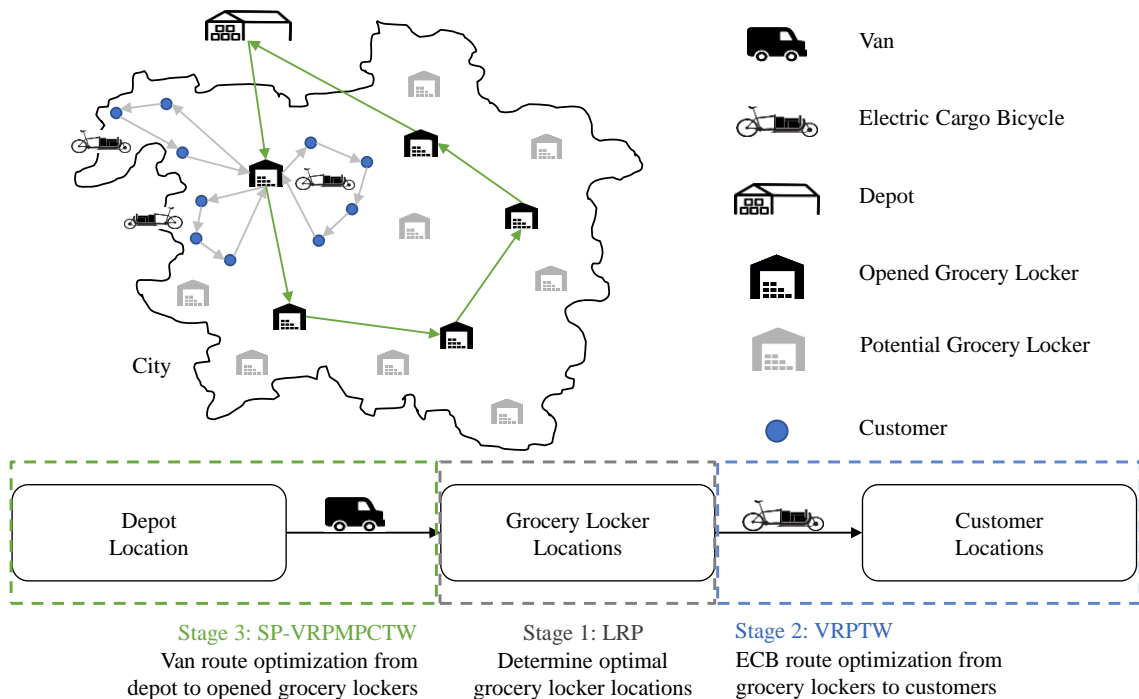 Van
Electric Cargo Bicycle
Depot
Opened Grocery Locker
Potential Grocery Locker
Customer
City
Depot
Location
Grocery Locker
Locations
Customer
Locations
Stage 3: SP-VRPMPCTW
Van route optimization from
depot to opened grocery lockers
Stage 1: LRP
Determine optimal
grocery locker locations
Stage 2: VRPTW
ECB route optimization from
grocery lockers to customers